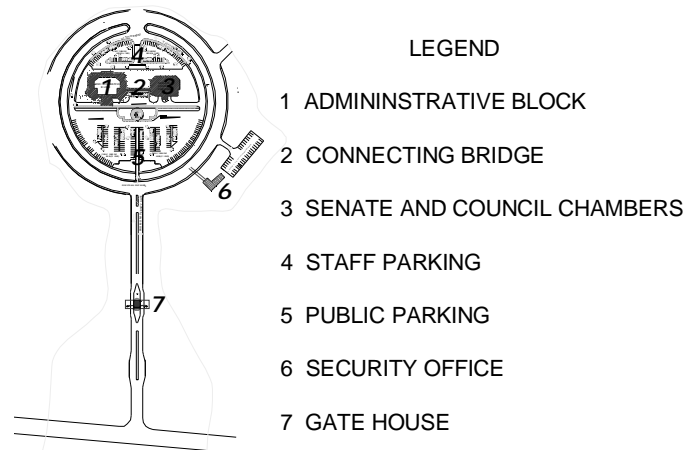 LEGEND
1 ADMININSTRATIVE BLOCK
2 CONNECTING BRIDGE
3 SENATE AND COUNCIL CHAMBERS
4 STAFF PARKING
5 PUBLIC PARKING
6 SECURITY OFFICE
7 GATE HOUSE
4
1 2 3
5
6
7